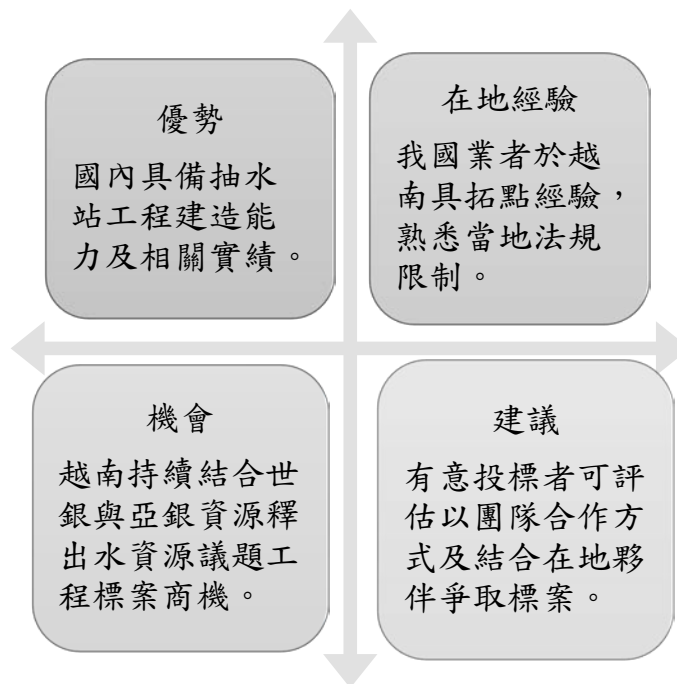 優勢
國內具備抽水
站工程建造能
力及相關實績。
在地經驗
我國業者於越
南具拓點經驗，
熟悉當地法規
限制。
機會
越南持續結合世
銀與亞銀資源釋
出水資源議題工
程標案商機。
建議
有意投標者可評
估以團隊合作方
式及結合在地夥
伴爭取標案。